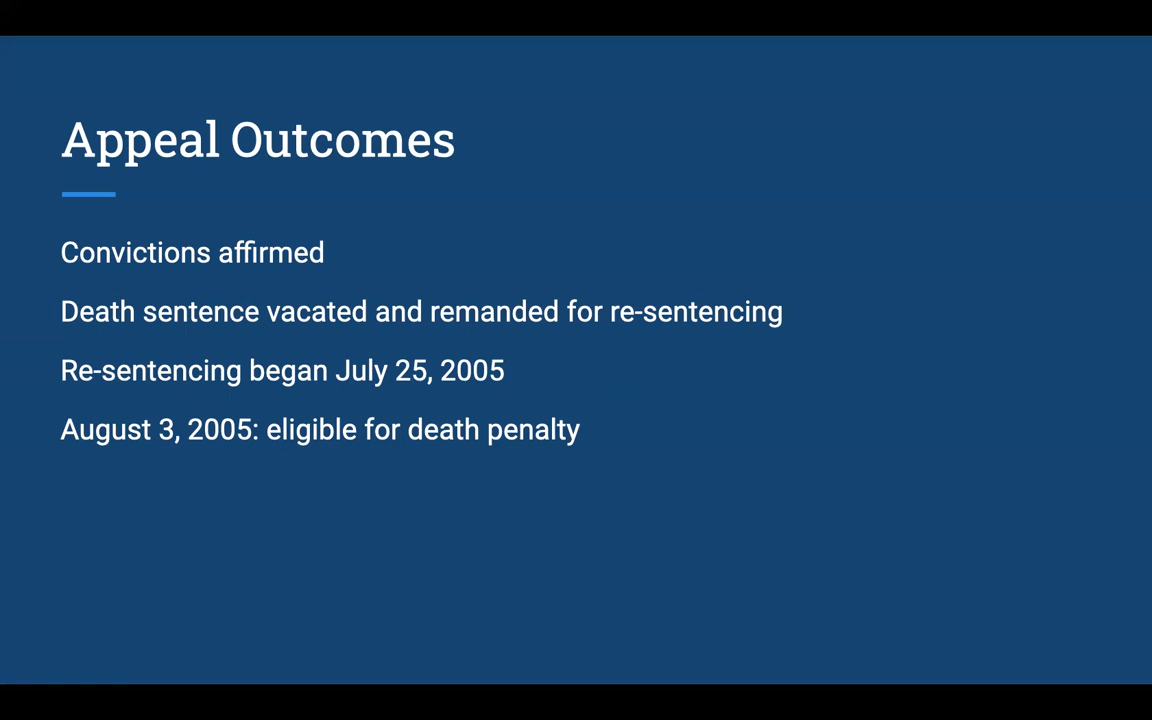 Appeal Outcomes
Convictions affirmed
Death sentence vacated and remanded for re-sentencing
Re-sentencing began July 25, 2005
August 3, 2005: eligible for death penalty